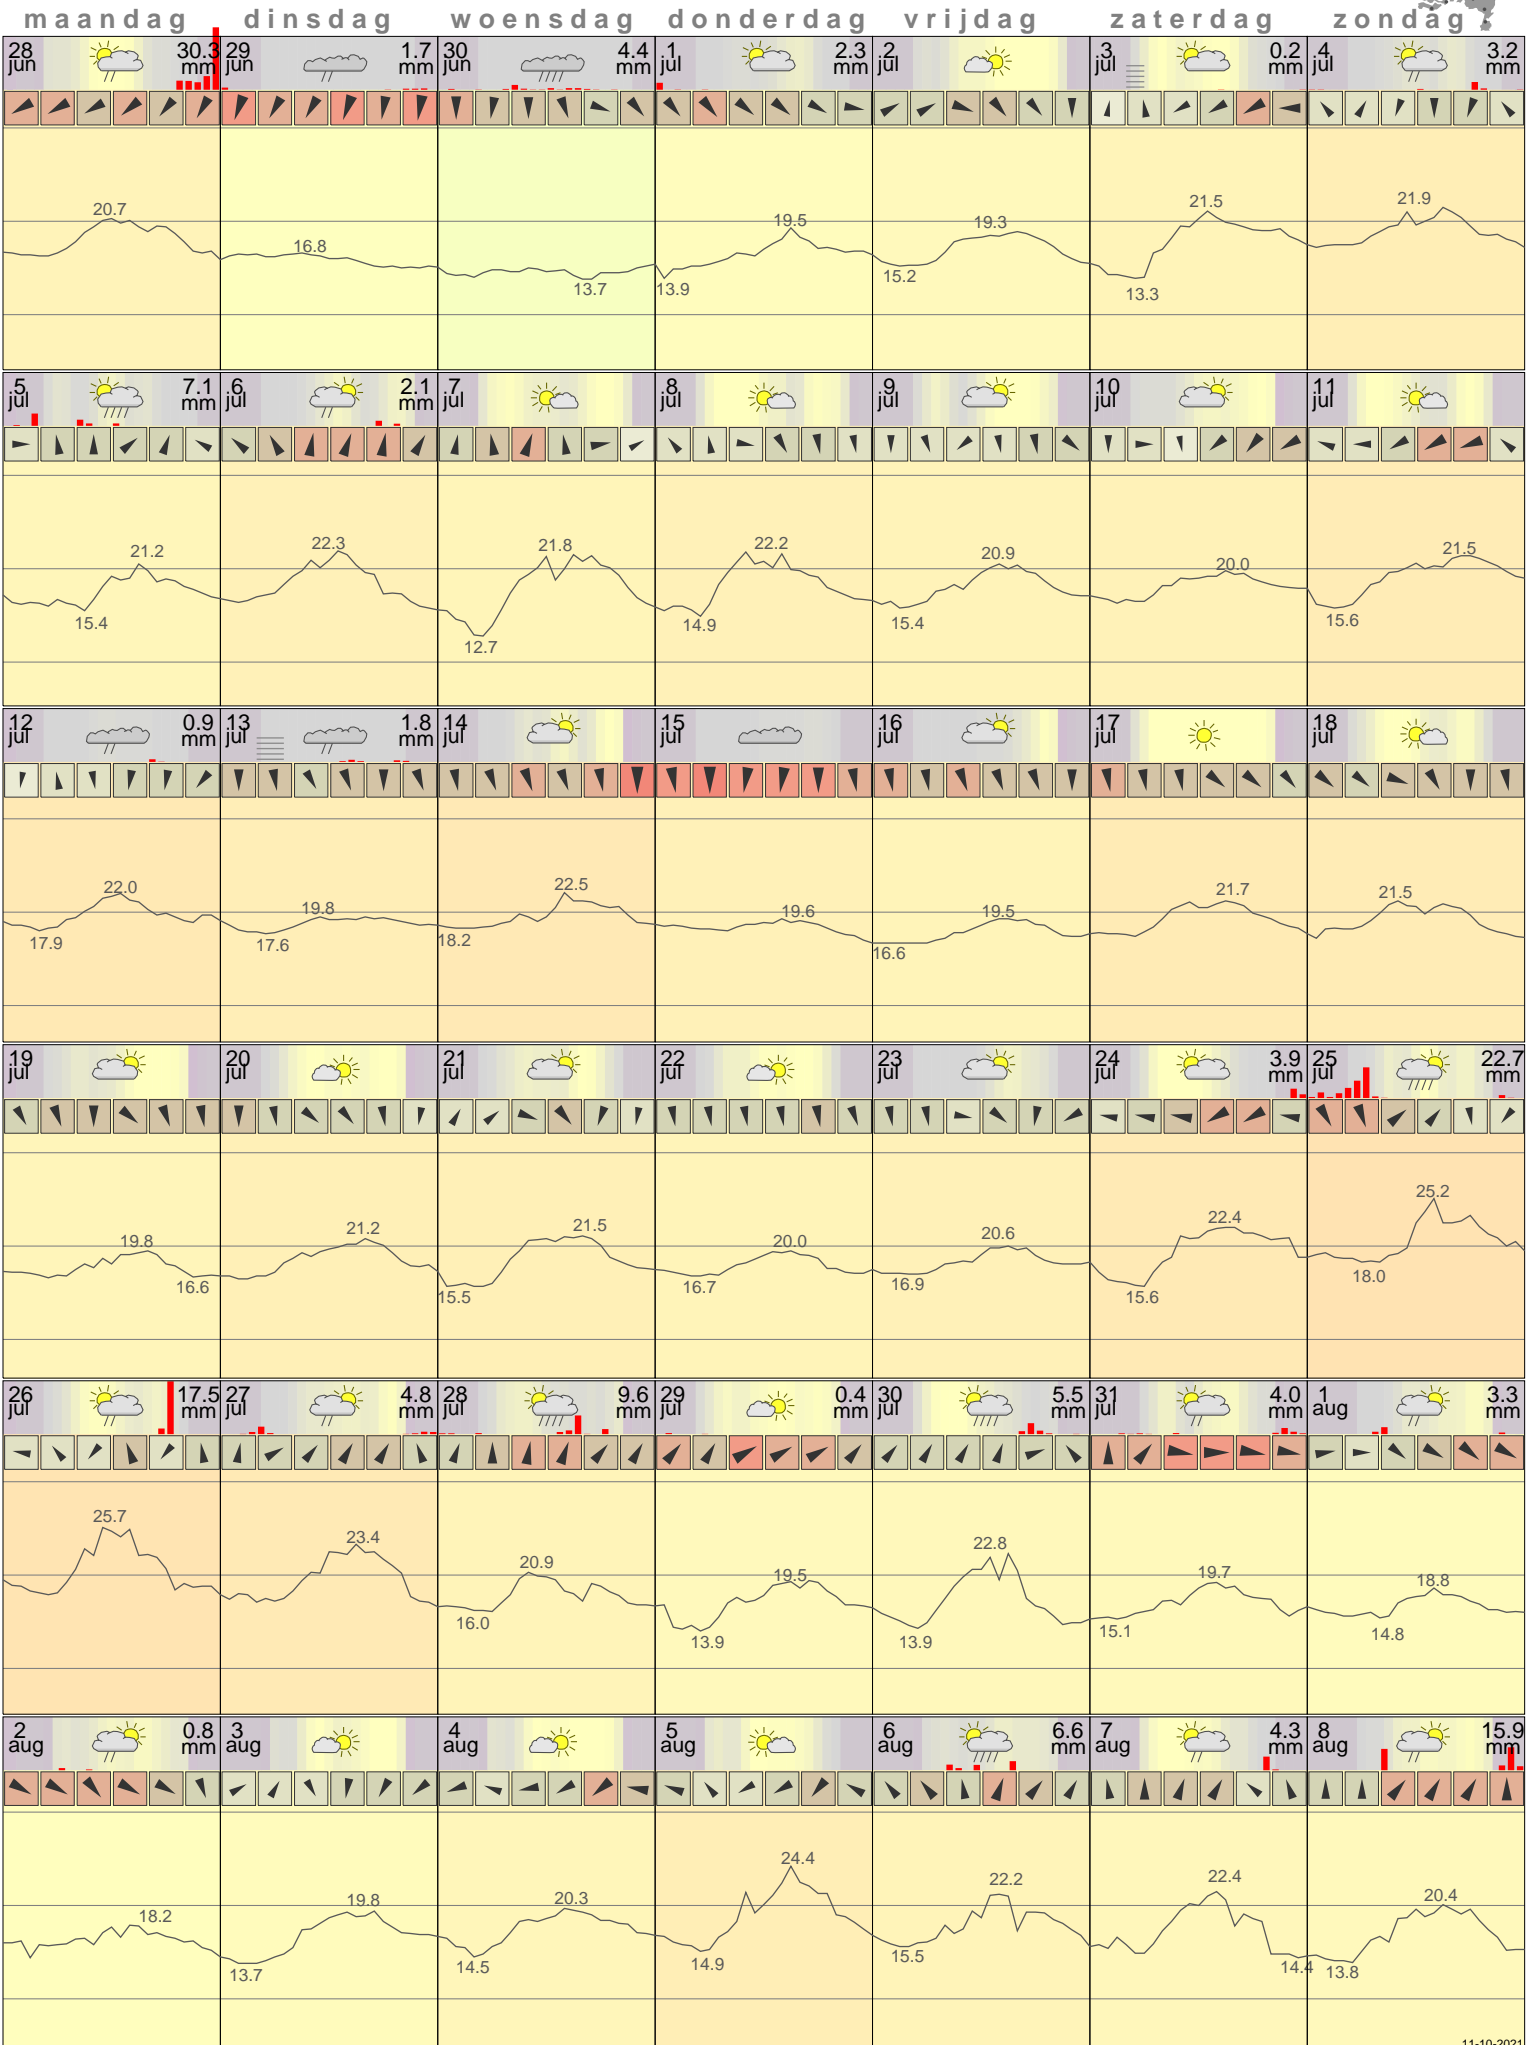 maandag dinsdag woensdag donderdag vrijdag zaterdag zondag
28 jun 30.3 mm 29 jun 1.7 mm 30 jun 4.4 mm 1 jul 2.3 mm 2 jul 3 jul 0.2 mm 4 jul 3.2 mm
20.7 16.8 13.7 13.9 19.5 15.2 19.3 13.3 21.5 21.9
5 jul 7.1 mm 6 jul 2.1 mm 7 jul 8 jul 9 jul 10 jul 11 jul
15.4 21.2 22.3 12.7 21.8 14.9 22.2 15.4 20.9 20.0 15.6 21.5
12 jul 0.9 mm 13 jul 1.8 mm 14 jul 15 jul 16 jul 17 jul 18 jul
17.9 22.0 17.6 19.8 18.2 22.5 19.6 16.6 19.5 21.7 21.5
19 jul 20 jul 21 jul 22 jul 23 jul 24 jul 3.9 mm 25 jul 22.7 mm
19.8 16.6 21.2 15.5 21.5 16.7 20.0 16.9 20.6 15.6 22.4 18.0 25.2
26 jul 17.5 mm 27 jul 4.8 mm 28 jul 9.6 mm 29 jul 0.4 mm 30 jul 5.5 mm 31 jul 4.0 mm 1 aug 3.3 mm
25.7 23.4 16.0 20.9 13.9 19.5 13.9 22.8 15.1 19.7 14.8 18.8
2 aug 0.8 mm 3 aug 4 aug 5 aug 6 aug 6.6 mm 7 aug 4.3 mm 8 aug 15.9 mm
18.2 13.7 19.8 14.5 20.3 14.9 24.4 15.5 22.2 22.4 14.4 13.8 20.4
11-10-2021